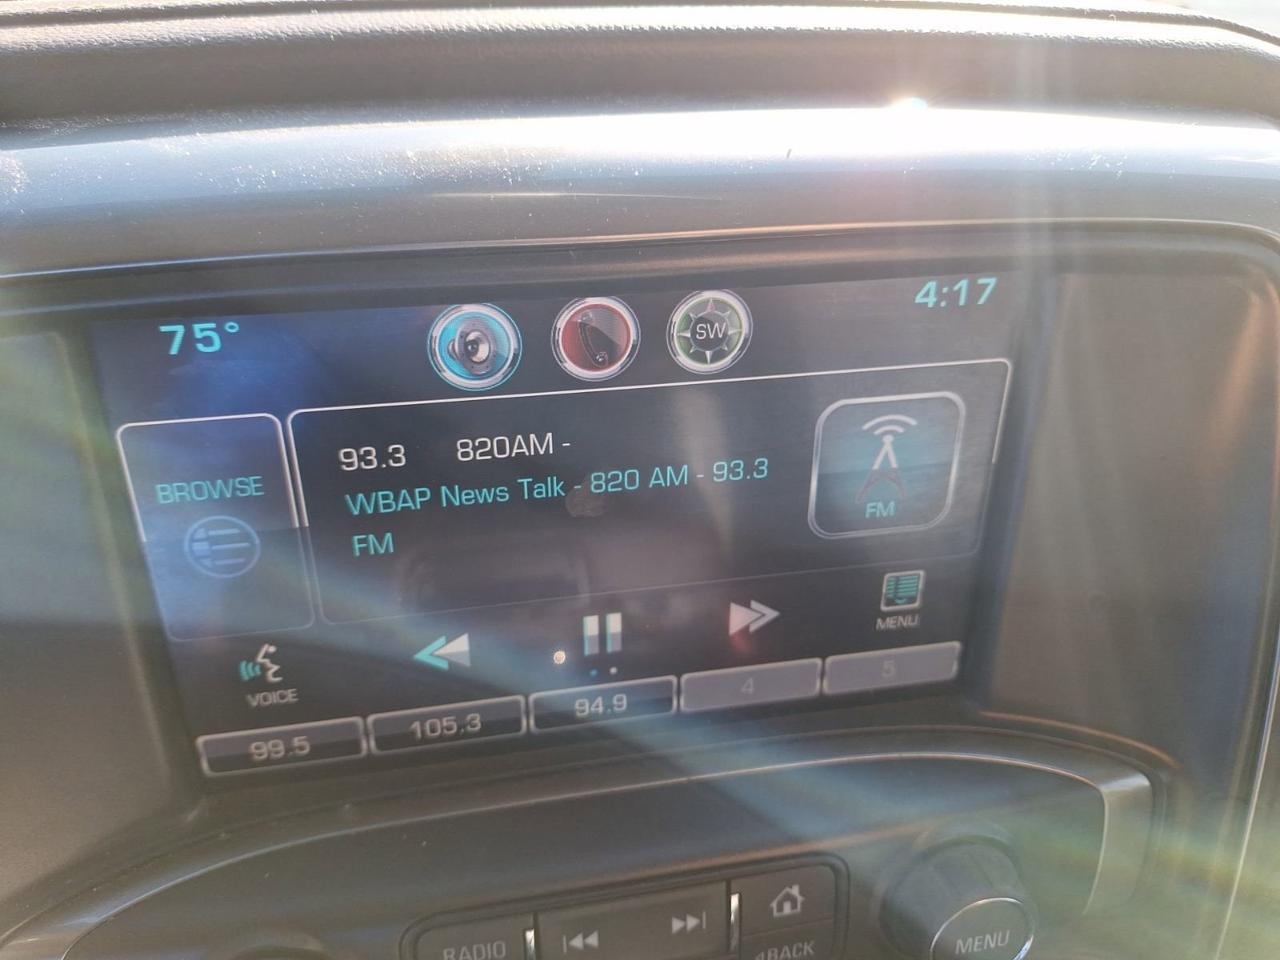 75°
SW
4:17
BROWSE
93.3 820AM -
WBAP News Talk - 820 AM - 93.3
FM
FM
VOICE
MENU
99.5
105.3
94.9
4
5
RADIO
BACK
MENU